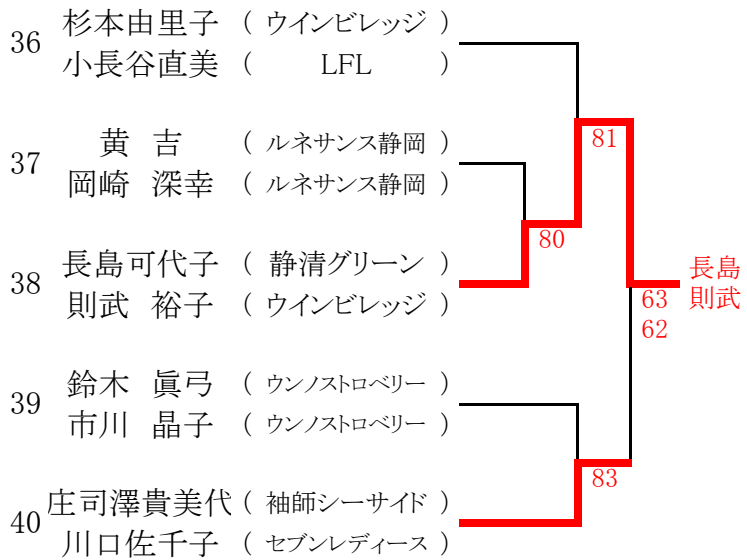 36
杉本由里子 ( ウインビレッジ )
小長谷直美 ( LFL )
37
黄 吉 ( ルネサンス静岡 )
岡崎 深幸 ( ルネサンス静岡 )
38
長島可代子 ( 静清グリーン )
則武 裕子 ( ウインビレッジ )
39
鈴木 眞弓 ( ウンノストロベリー )
市川 晶子 ( ウンノストロベリー )
40
庄司澤貴美代 ( 袖師シーサイド )
川口佐千子 ( セブンレディース )
81
80
83
63
62
長島
則武